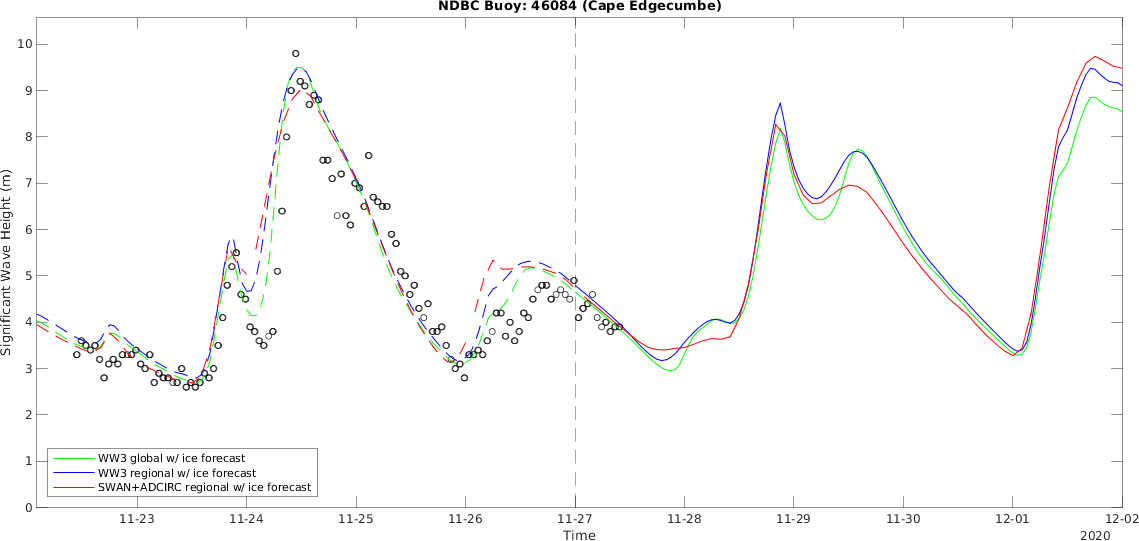 NDBC Buoy: 46084 (Cape Edgecumbe)
Significant Wave Height (m)
10
9
8
7
6
5
4
3
2
1
0
WW3 global w/ ice forecast
WW3 regional w/ ice forecast
SWAN+ADCIRC regional w/ ice forecast
11-23 11-24 11-25 11-26 11-27 11-28 11-29 11-30 12-01 12-02
Time
2020